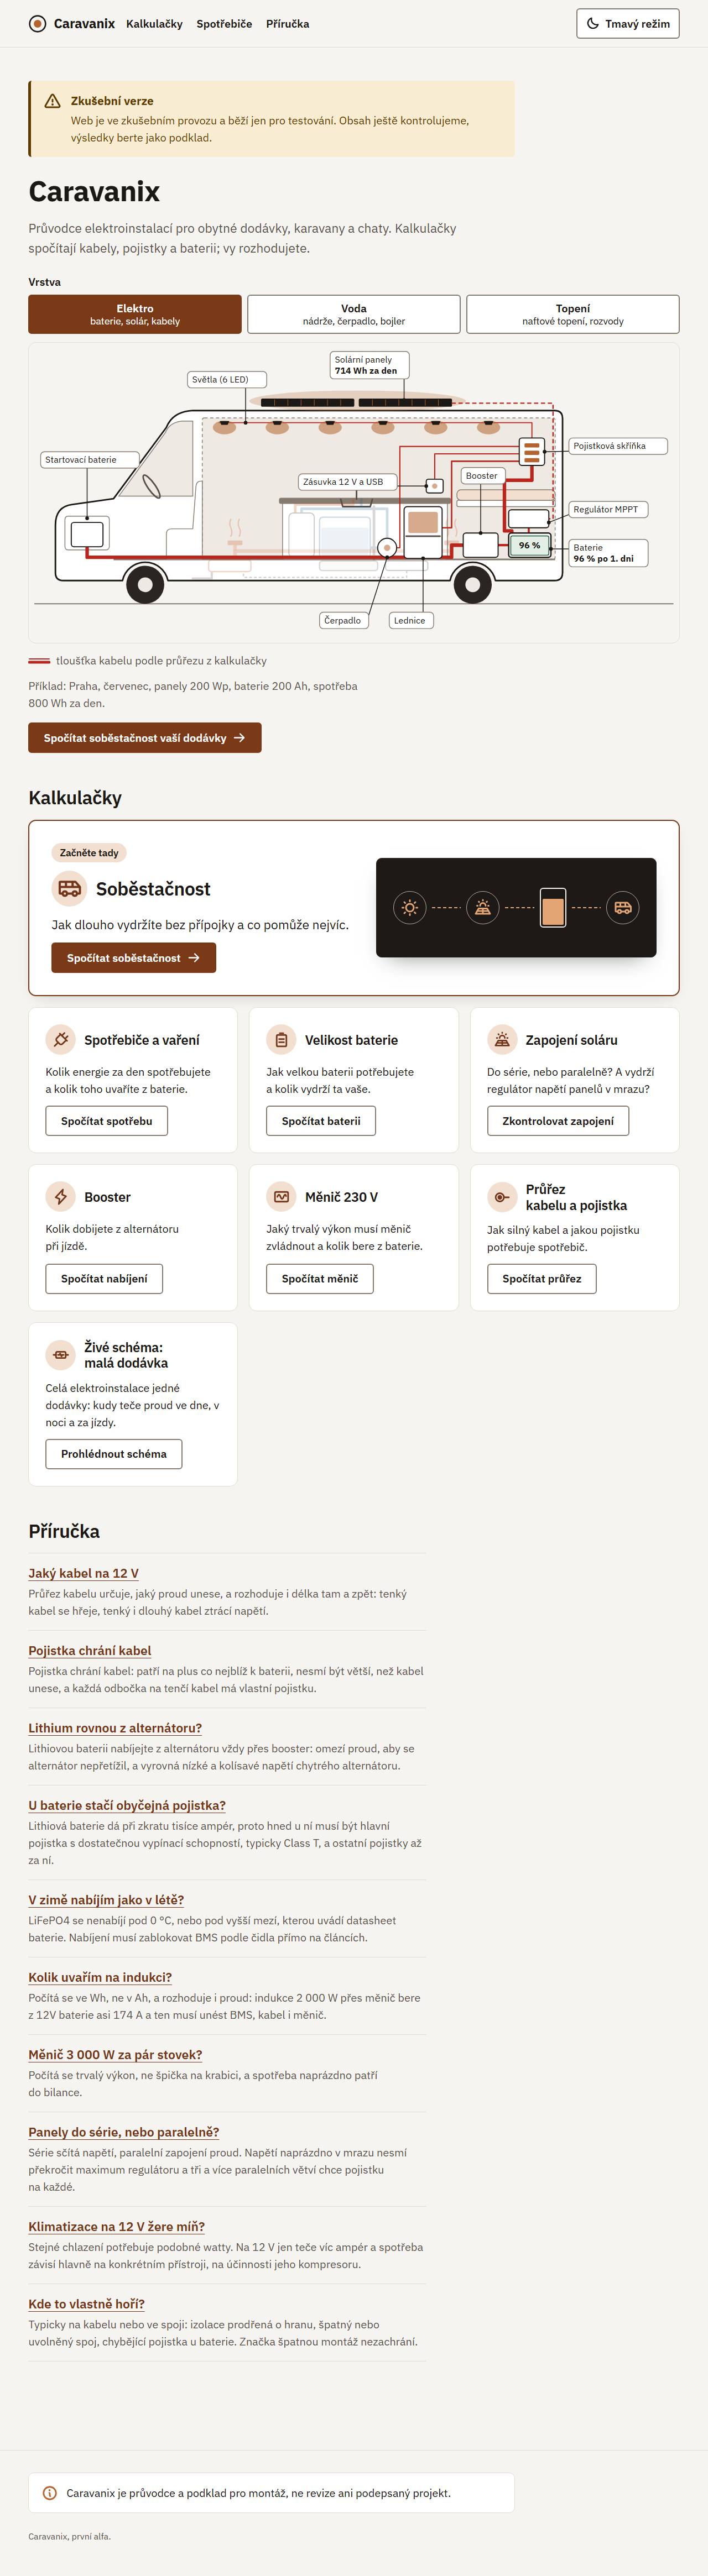 Caravanix
Kalkulačky
Spotřebiče
Příručka
Tmavý režim
Zkušební verze
Web je ve zkušebním provozu a běží jen pro testování. Obsah ještě kontrolujeme,
výsledky berte jako podklad.
Caravanix
Průvodce elektroinstalací pro obytné dodávky, karavany a chaty. Kalkulačky
spočítají kabely, pojistky a baterii; vy rozhodujete.
Vrstva
Elektro
baterie, solár, kabely
Voda
nádrže, čerpadlo, bojler
Topení
naftové topení, rozvody
Solární panely
714 Wh za den
Světla (6 LED)
Startovací baterie
Pojistková skříňka
Zásuvka 12 V a USB
Booster
Regulátor MPPT
96 %
Baterie
96 % po 1. dni
Čerpadlo
Lednice
tloušťka kabelu podle průřezu z kalkulačky
Příklad: Praha, červenec, panely 200 Wp, baterie 200 Ah, spotřeba
800 Wh za den.
Spočítat soběstačnost vaší dodávky
Kalkulačky
Začněte tady
Soběstačnost
Jak dlouho vydržíte bez přípojky a co pomůže nejvíc.
Spočítat soběstačnost
Spotřebiče a vaření
Kolik energie za den spotřebujete
a kolik toho uvaříte z baterie.
Spočítat spotřebu
Velikost baterie
Jak velkou baterii potřebujete
a kolik vydrží ta vaše.
Spočítat baterii
Zapojení soláru
Do série, nebo paralelně? A vydrží
regulátor napětí panelů v mrazu?
Zkontrolovat zapojení
Booster
Kolik dobijete z alternátoru
při jízdě.
Spočítat nabíjení
Měnič 230 V
Jaký trvalý výkon musí měnič
zvládnout a kolik bere z baterie.
Spočítat měnič
Průřez
kabelu a pojistka
Jak silný kabel a jakou pojistku
potřebuje spotřebič.
Spočítat průřez
Živé schéma:
malá dodávka
Celá elektroinstalace jedné
dodávky: kudy teče proud ve dne, v
noci a za jízdy.
Prohlédnout schéma
Příručka
Jaký kabel na 12 V
Průřez kabelu určuje, jaký proud unese, a rozhoduje i délka tam a zpět: tenký
kabel se hřeje, tenký i dlouhý kabel ztrácí napětí.
Pojistka chrání kabel
Pojistka chrání kabel: patří na plus co nejblíž k baterii, nesmí být větší, než kabel
unese, a každá odbočka na tenčí kabel má vlastní pojistku.
Lithium rovnou z alternátoru?
Lithiovou baterii nabíjejte z alternátoru vždy přes booster: omezí proud, aby se
alternátor nepřetížil, a vyrovná nízké a kolísavé napětí chytrého alternátoru.
U baterie stačí obyčejná pojistka?
Lithiová baterie dá při zkratu tisíce ampér, proto hned u ní musí být hlavní
pojistka s dostatečnou vypínací schopností, typicky Class T, a ostatní pojistky až
za ní.
V zimě nabíjím jako v létě?
LiFePO4 se nenabíjí pod 0 °C, nebo pod vyšší mezí, kterou uvádí datasheet
baterie. Nabíjení musí zablokovat BMS podle čidla přímo na článcích.
Kolik uvařím na indukci?
Počítá se ve Wh, ne v Ah, a rozhoduje i proud: indukce 2 000 W přes měnič bere
z 12V baterie asi 174 A a ten musí unést BMS, kabel i měnič.
Měnič 3 000 W za pár stovek?
Počítá se trvalý výkon, ne špička na krabici, a spotřeba naprázdno patří
do bilance.
Panely do série, nebo paralelně?
Série sčítá napětí, paralelní zapojení proud. Napětí naprázdno v mrazu nesmí
překročit maximum regulátoru a tři a více paralelních větví chce pojistku
na každé.
Klimatizace na 12 V žere míň?
Stejné chlazení potřebuje podobné watty. Na 12 V jen teče víc ampér a spotřeba
závisí hlavně na konkrétním přístroji, na účinnosti jeho kompresoru.
Kde to vlastně hoří?
Typicky na kabelu nebo ve spoji: izolace prodřená o hranu, špatný nebo
uvolněný spoj, chybějící pojistka u baterie. Značka špatnou montáž nezachrání.
Caravanix je průvodce a podklad pro montáž, ne revize ani podepsaný projekt.
Caravanix, první alfa.